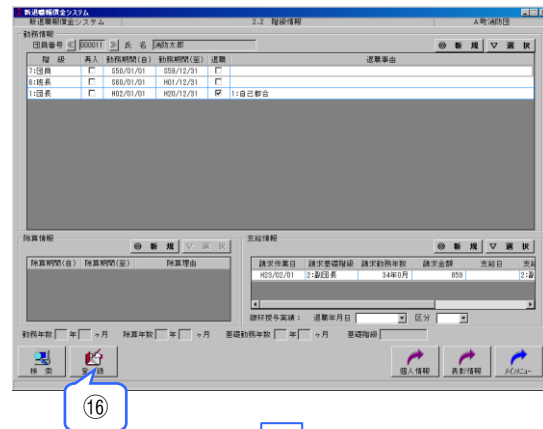 新退職報償金システム
新退職報償金システム 2.2 階級情報 A町消防団
勤務情報
団員番号 ≪ 000011 ≫ 氏 名 消防太郎 ◎ 新 規 ▽ 選 択
階 級 再入 勤務期間(自) 勤務期間(至) 退職 退職事由
7:団員 S50/01/01 S59/12/31
6:班長 S60/01/01 H01/12/31
1:団長 H02/01/01 H20/12/31 1:自己都合
除算情報
◎ 新 規 ▽ 選 択
除算期間(自) 除算期間(至) 除算理由
支給情報
◎ 新 規 ▽ 選 択
請求作業日 請求基礎階級 請求勤務年数 請求金額 支給日 支給
H23/02/01 2:副団長 34年0月 859 2:副
銀杯授与実績: 退職年月日 区分
勤務年数 年 ヶ月 除算年数 年 ヶ月 基礎勤務年数 年 ヶ月 基礎階級
検 索 登 録 個人情報 表彰情報 メインメニュー
⑯